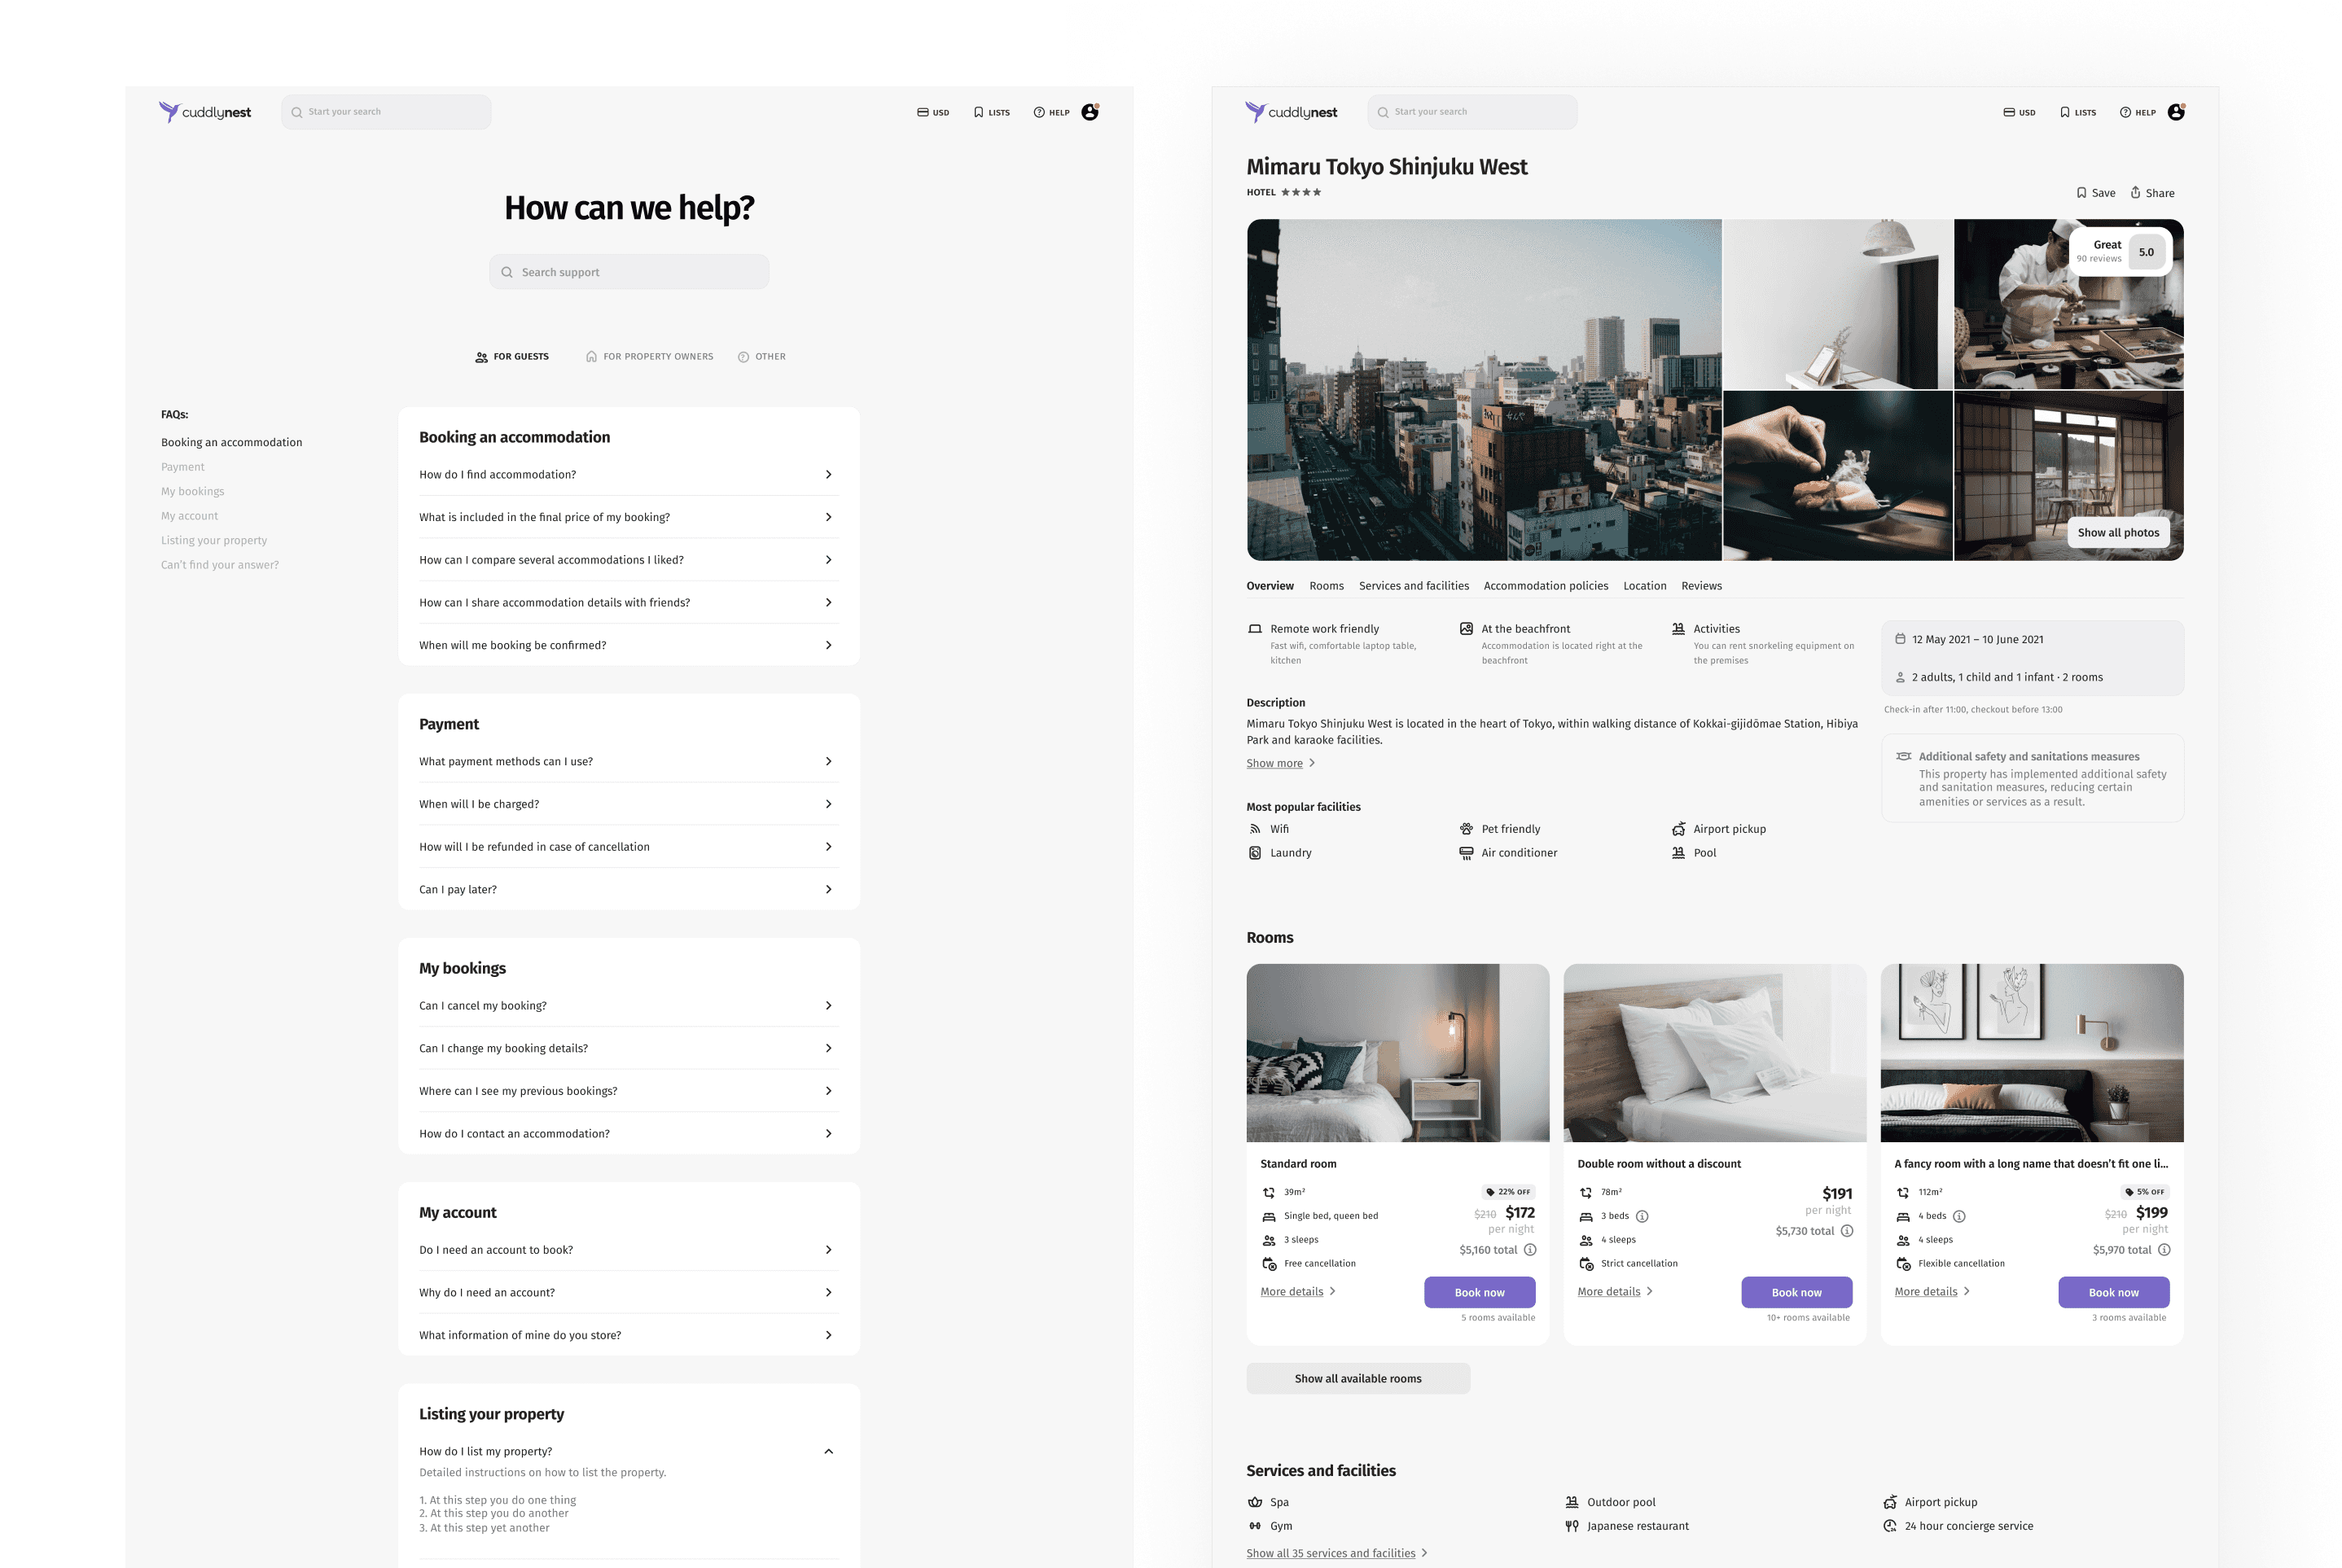 cuddlynest
Start your search
USD
LISTS
HELP
How can we help?
Search support
FOR GUESTS
FOR PROPERTY OWNERS
OTHER
FAQs:
Booking an accommodation
Payment
My bookings
My account
Listing your property
Can't find your answer?
Booking an accommodation
How do I find accommodation?
What is included in the final price of my booking?
How can I compare several accommodations I liked?
How can I share accommodation details with friends?
When will me booking be confirmed?
Payment
What payment methods can I use?
When will I be charged?
How will I be refunded in case of cancellation
Can I pay later?
My bookings
Can I cancel my booking?
Can I change my booking details?
Where can I see my previous bookings?
How do I contact an accommodation?
My account
Do I need an account to book?
Why do I need an account?
What information of mine do you store?
Listing your property
How do I list my property?
Detailed instructions on how to list the property.
1. At this step you do one thing
2. At this step you do another
3. At this step yet another
cuddlynest
Start your search
USD
LISTS
HELP
Mimaru Tokyo Shinjuku West
HOTEL
Save
Share
Great
90 reviews
5.0
Show all photos
Overview
Rooms
Services and facilities
Accommodation policies
Location
Reviews
Remote work friendly
Fast wifi, comfortable laptop table,
kitchen
At the beachfront
Accommodation is located right at the
beachfront
Activities
You can rent snorkeling equipment on
the premises
12 May 2021 – 10 June 2021
2 adults, 1 child and 1 infant · 2 rooms
Check-in after 11:00, checkout before 13:00
Additional safety and sanitations measures
This property has implemented additional safety
and sanitation measures, reducing certain
amenities or services as a result.
Description
Mimaru Tokyo Shinjuku West is located in the heart of Tokyo, within walking distance of Kokkai-gijidōmae Station, Hibiya
Park and karaoke facilities.
Show more
Most popular facilities
Wifi
Pet friendly
Airport pickup
Laundry
Air conditioner
Pool
Rooms
Standard room
39m²
22% OFF
Single bed, queen bed
$210 $172
per night
3 sleeps
$5,160 total
Free cancellation
More details
Book now
5 rooms available
Double room without a discount
78m²
$191
per night
3 beds
$5,730 total
4 sleeps
Strict cancellation
More details
Book now
10+ rooms available
A fancy room with a long name that doesn't fit one li...
112m²
5% OFF
4 beds
$210 $199
per night
4 sleeps
$5,970 total
Flexible cancellation
More details
Book now
3 rooms available
Show all available rooms
Services and facilities
Spa
Outdoor pool
Airport pickup
Gym
Japanese restaurant
24 hour concierge service
Show all 35 services and facilities